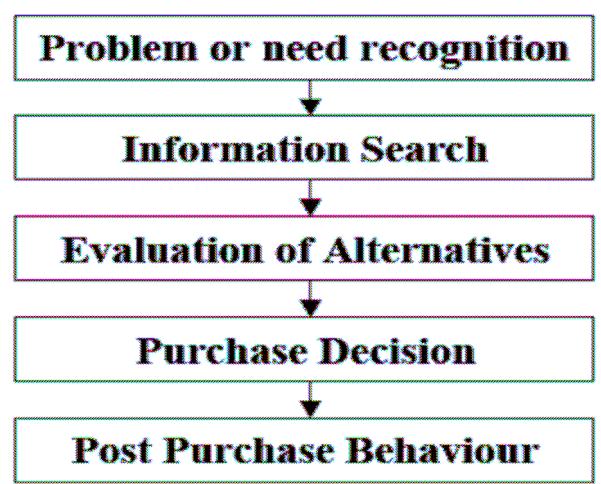 Problem or need recognition
Information Search
Evaluation of Alternatives
Purchase Decision
Post Purchase Behaviour